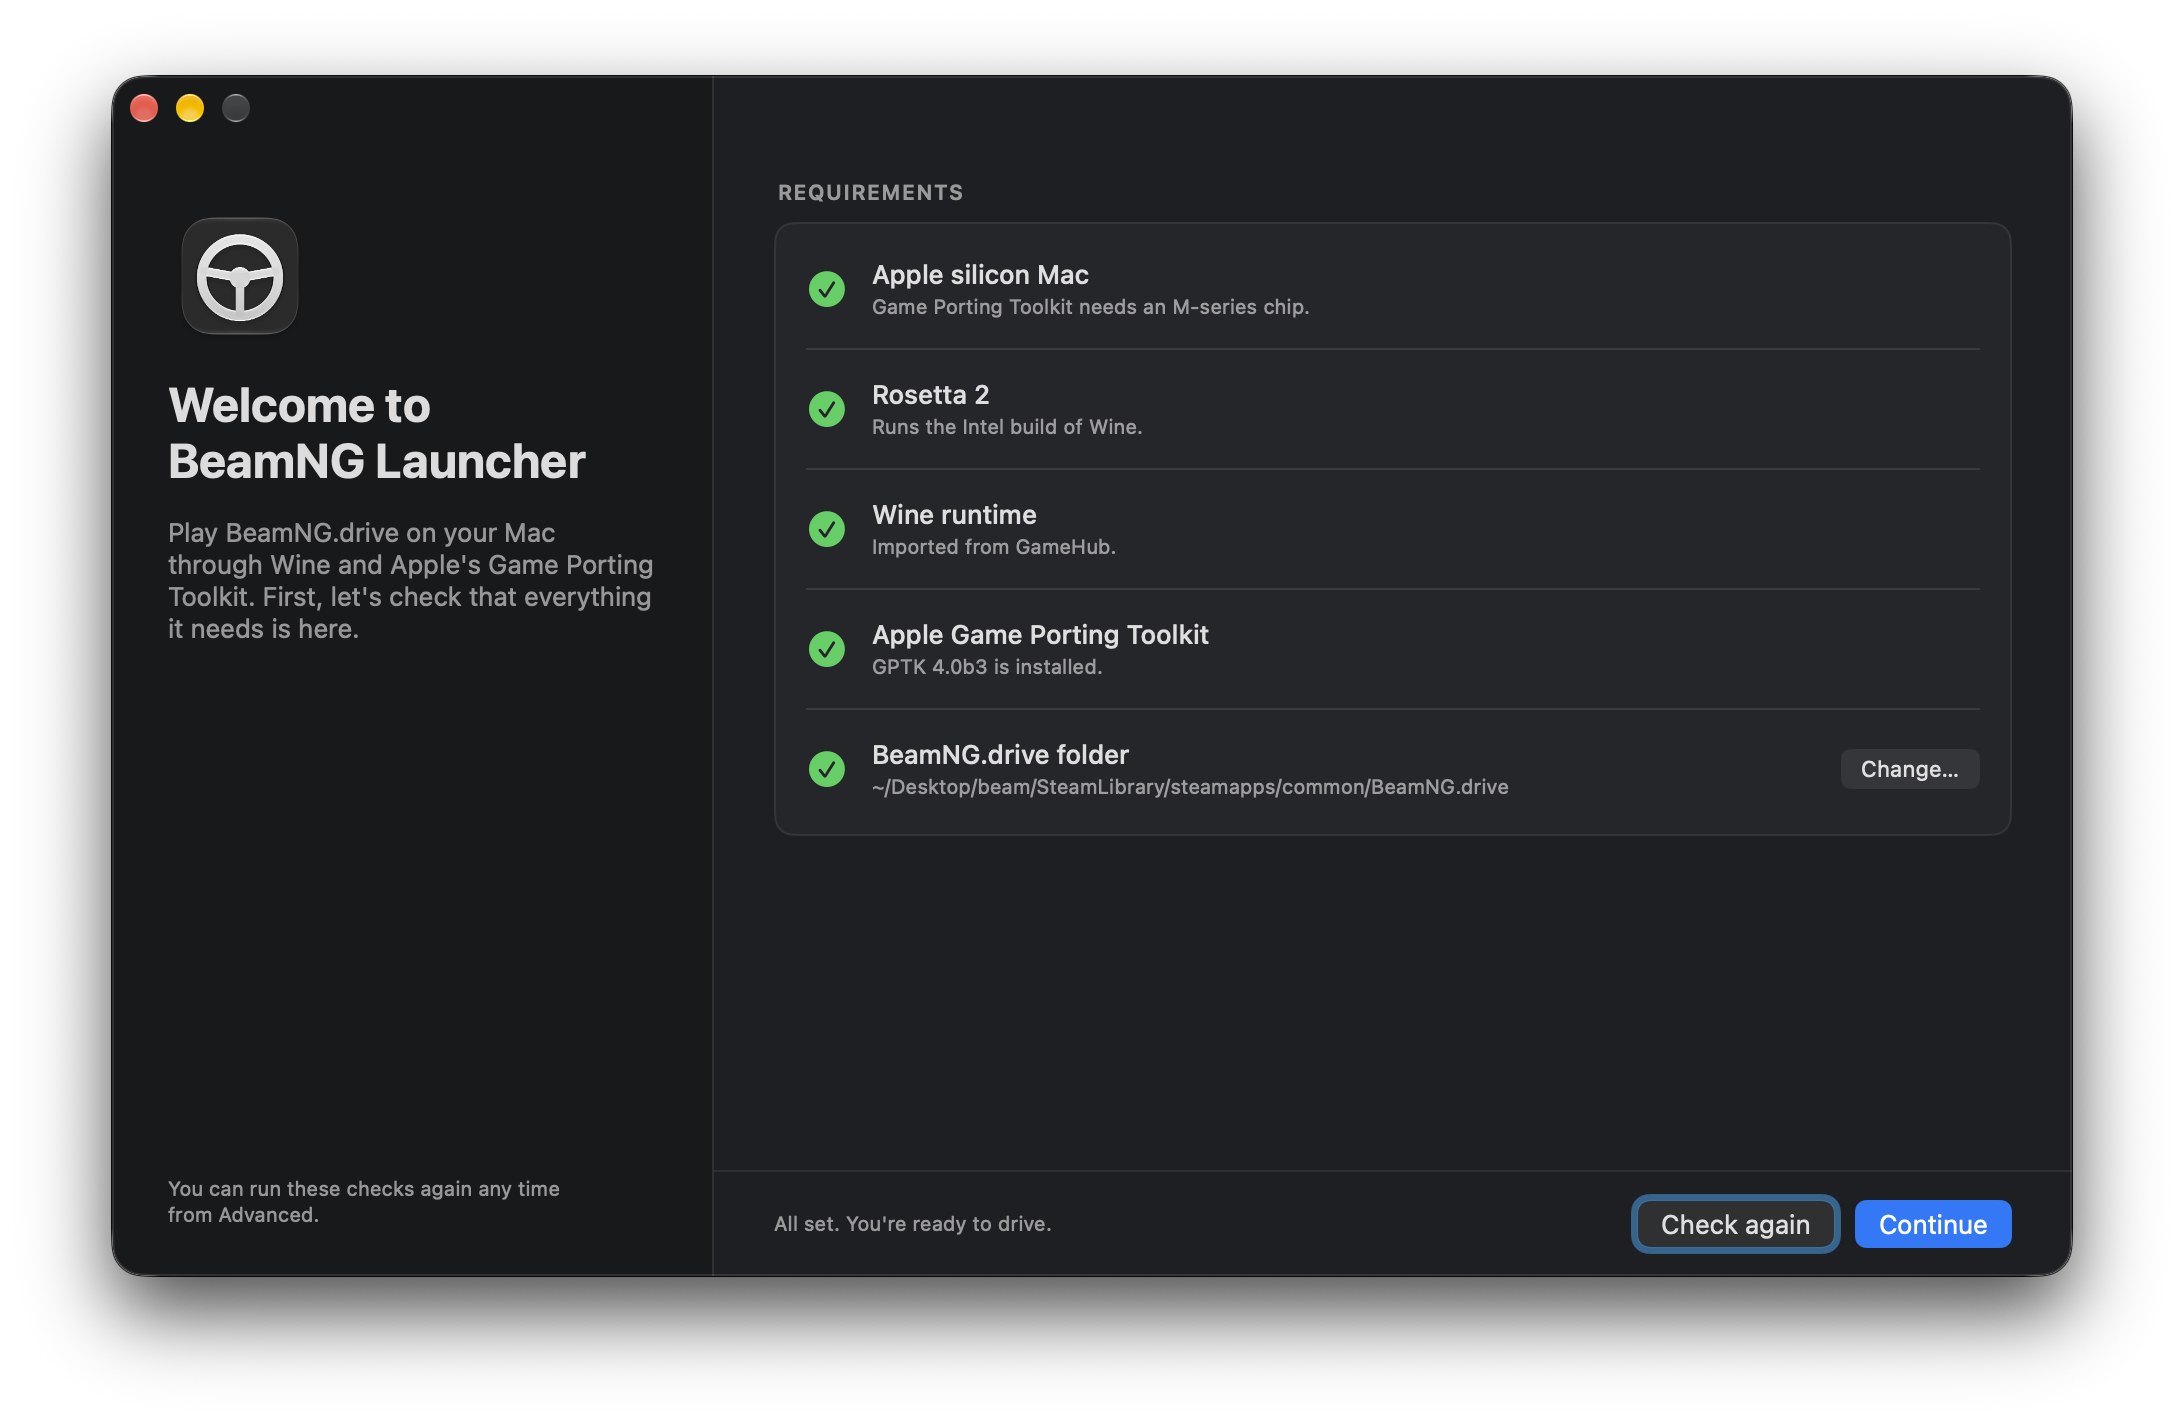 Welcome to
BeamNG Launcher
Play BeamNG.drive on your Mac
through Wine and Apple's Game Porting
Toolkit. First, let's check that everything
it needs is here.
You can run these checks again any time
from Advanced.
REQUIREMENTS
Apple silicon Mac
Game Porting Toolkit needs an M-series chip.
Rosetta 2
Runs the Intel build of Wine.
Wine runtime
Imported from GameHub.
Apple Game Porting Toolkit
GPTK 4.0b3 is installed.
BeamNG.drive folder
~/Desktop/beam/SteamLibrary/steamapps/common/BeamNG.drive
Change...
All set. You're ready to drive.
Check again
Continue